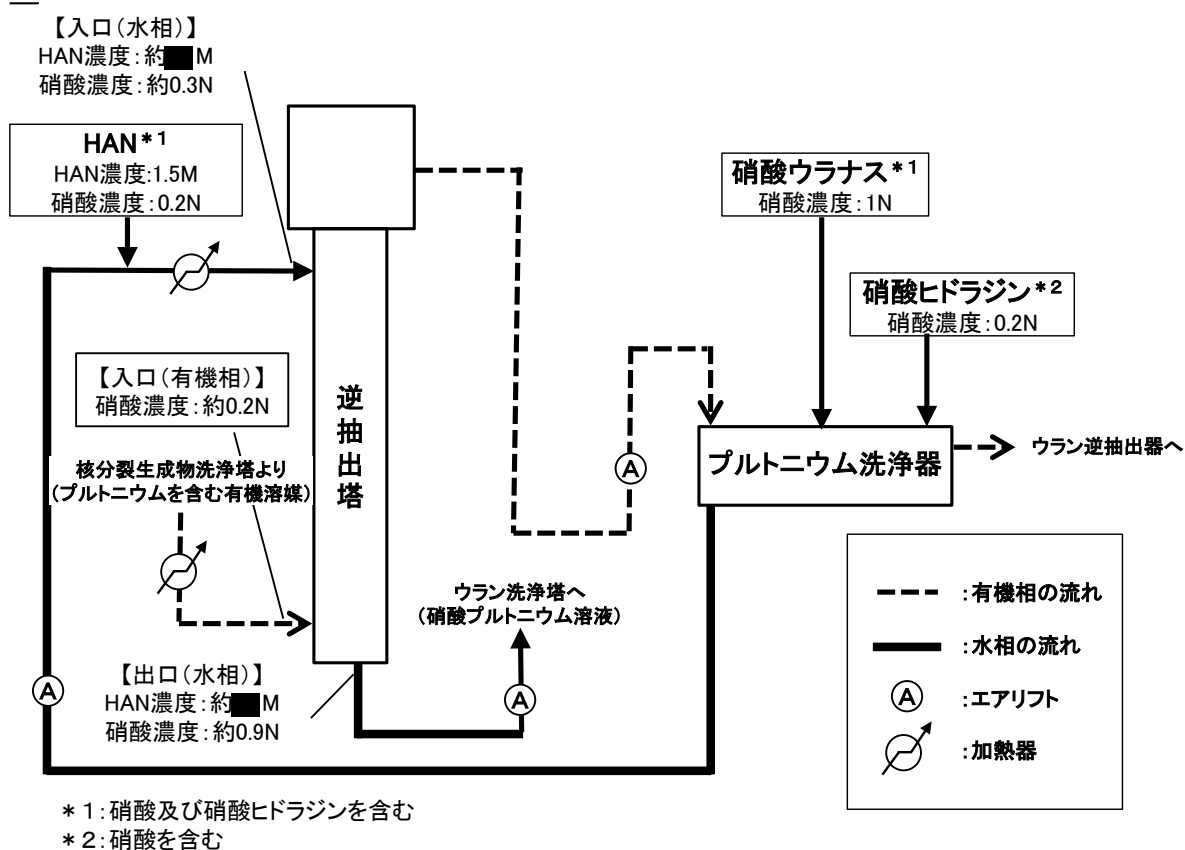 【入口（水相）】
HAN濃度：約 M
硝酸濃度：約0.3N
HAN＊1
HAN濃度：1.5M
硝酸濃度：0.2N
硝酸ウラナス＊1
硝酸濃度：1N
硝酸ヒドラジン＊2
硝酸濃度：0.2N
【入口（有機相）】
硝酸濃度：約0.2N
逆抽出塔
核分裂生成物洗浄塔より
（プルトニウムを含む有機溶媒）
A
プルトニウム洗浄器
ウラン逆抽出器へ
ウラン洗浄塔へ
（硝酸プルトニウム溶液）
A
【出口（水相）】
HAN濃度：約 M
硝酸濃度：約0.9N
A
：有機相の流れ
：水相の流れ
A ：エアリフト
：加熱器
＊1：硝酸及び硝酸ヒドラジンを含む
＊2：硝酸を含む